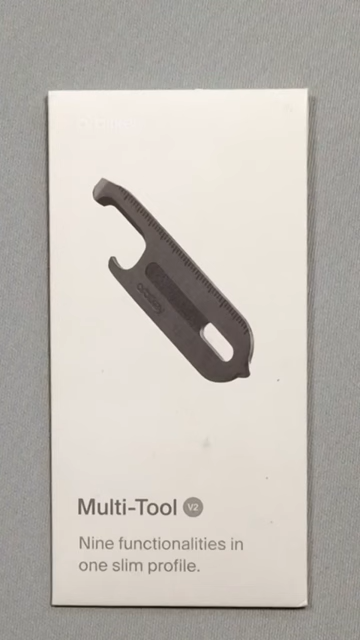 Multi-Tool V2
Nine functionalities in
one slim profile.